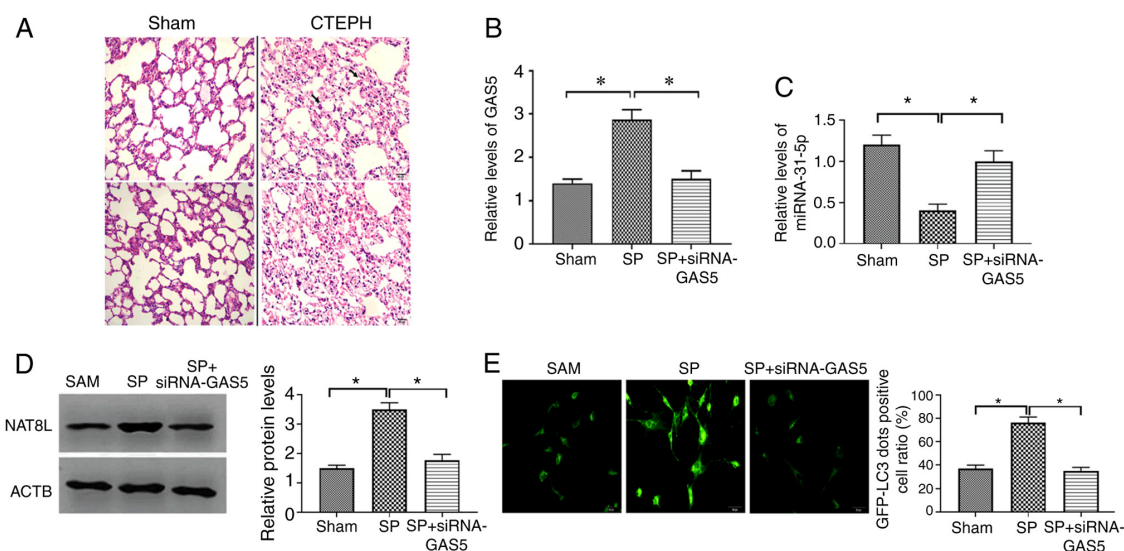 A
Sham
CTEPH
B
Relative levels of GAS5
4
3
2
1
0
*
*
Sham
SP
SP+siRNA-
GAS5
C
Relative levels of
miRNA-31-5p
1.5
1.0
0.5
0.0
*
*
Sham
SP
SP+siRNA-
GAS5
D
SAM
SP
SP+
siRNA-GAS5
NAT8L
ACTB
Relative protein levels
4
3
2
1
0
*
*
Sham
SP
SP+siRNA-
GAS5
E
SAM
SP
SP+siRNA-GAS5
GFP-LC3 dots positive
cell ratio (%)
100
80
60
40
20
0
*
*
Sham
SP
SP+siRNA-
GAS5